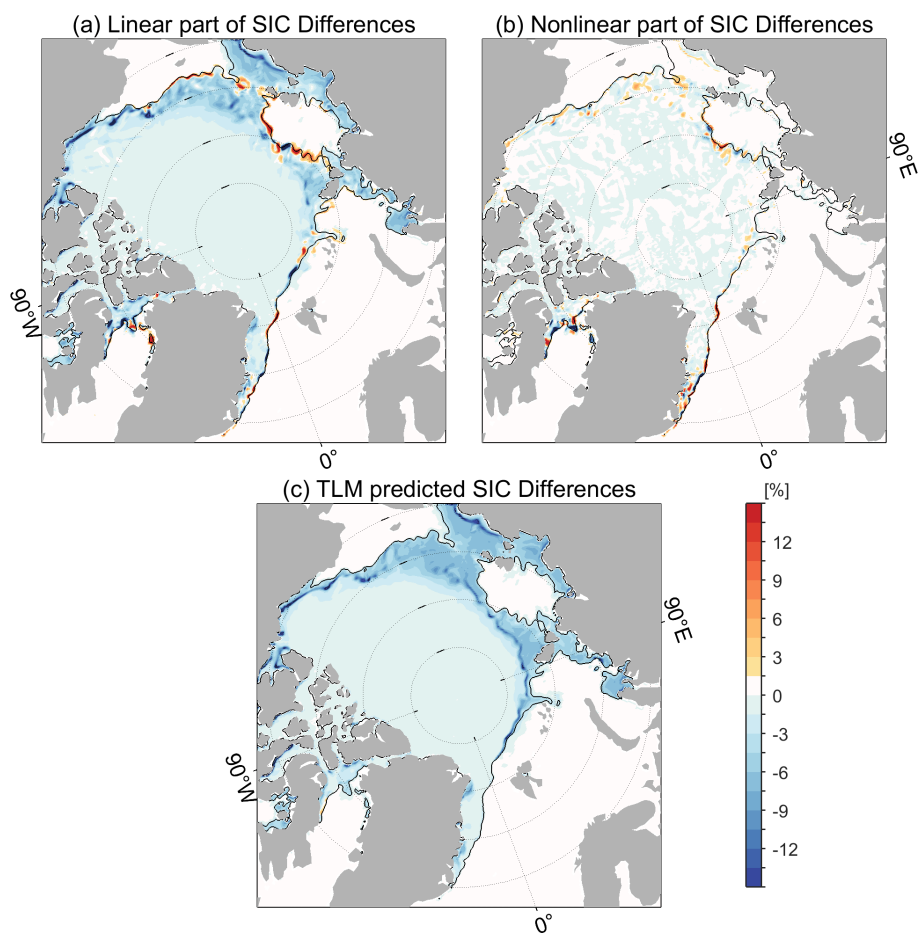 (a) Linear part of SIC Differences
(b) Nonlinear part of SIC Differences
90°E
90°W
0°
0°
(c) TLM predicted SIC Differences
[%]
12
9
6
3
0
-3
-6
-9
-12
90°E
90°W
0°